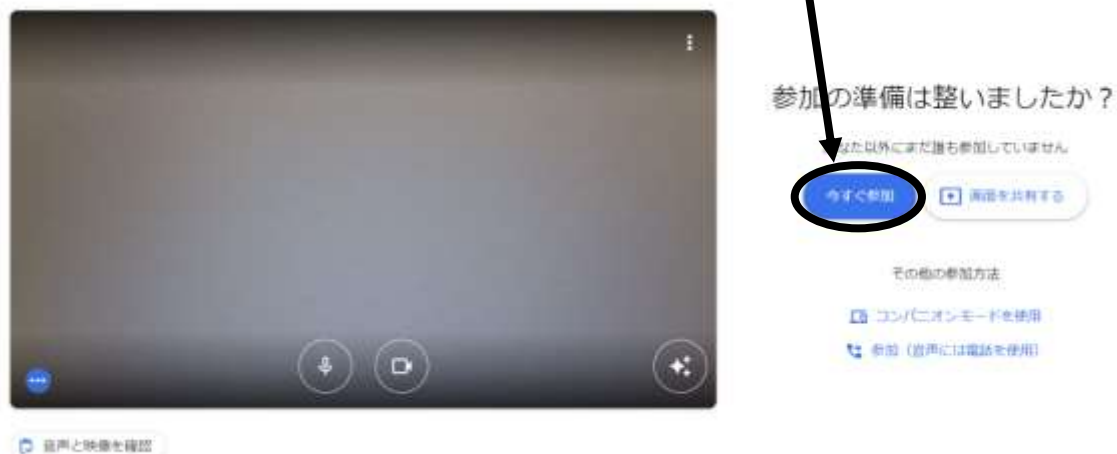 参加の準備は整いましたか？
なた以外にまだ誰も参加していません
今すぐ参加
画面を共有する
その他の参加方法
コンパニオンモードを使用
参加（音声には電話を使用）
音声と映像を確認